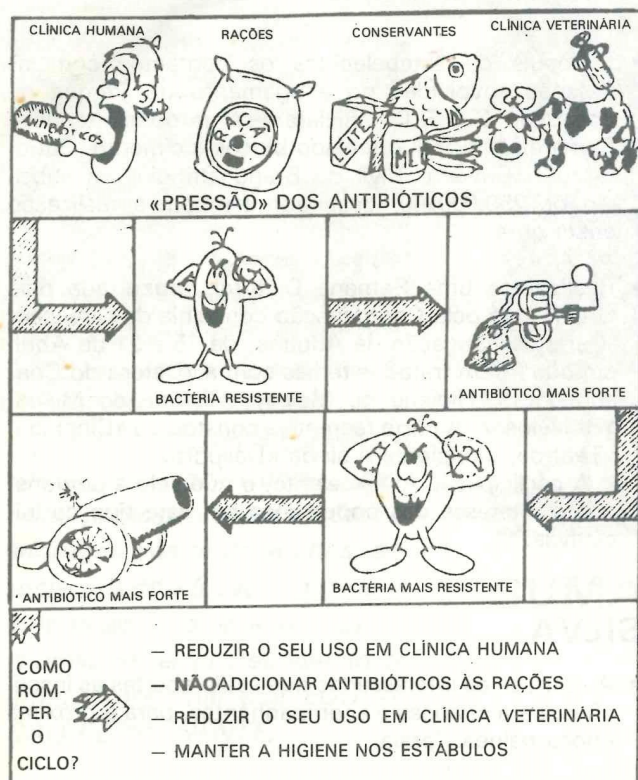 CLÍNICA HUMANA
RAÇÕES
CONSERVANTES
CLÍNICA VETERINÁRIA
ANTIBIÓTICOS
RAÇÃO
LEITE
MEL
«PRESSÃO» DOS ANTIBIÓTICOS
BACTÉRIA RESISTENTE
ANTIBIÓTICO MAIS FORTE
ANTIBIÓTICO MAIS FORTE
BACTÉRIA MAIS RESISTENTE
COMO
ROM-
PER
O
CICLO?
— REDUZIR O SEU USO EM CLÍNICA HUMANA
— NÃOADICIONAR ANTIBIÓTICOS ÀS RAÇÕES
— REDUZIR O SEU USO EM CLÍNICA VETERINÁRIA
— MANTER A HIGIENE NOS ESTÁBULOS